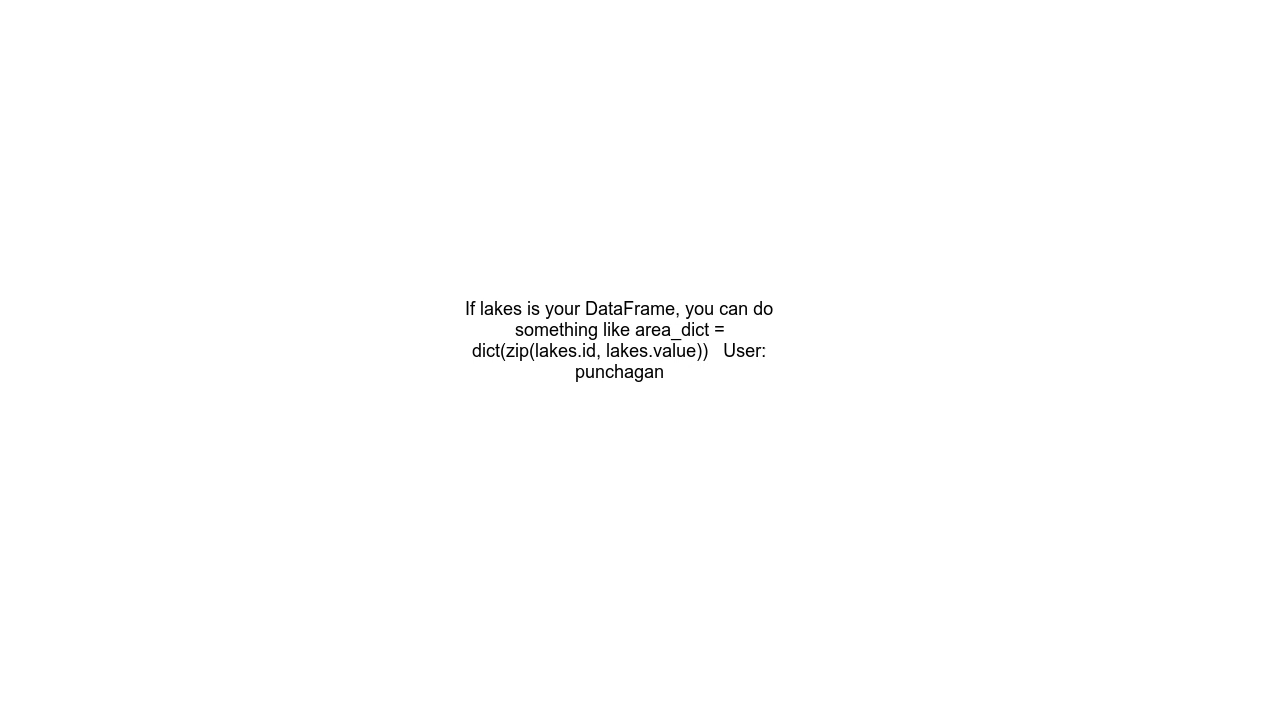 If lakes is your DataFrame, you can do
something like area_dict =
dict(zip(lakes.id, lakes.value))   User:
punchagan